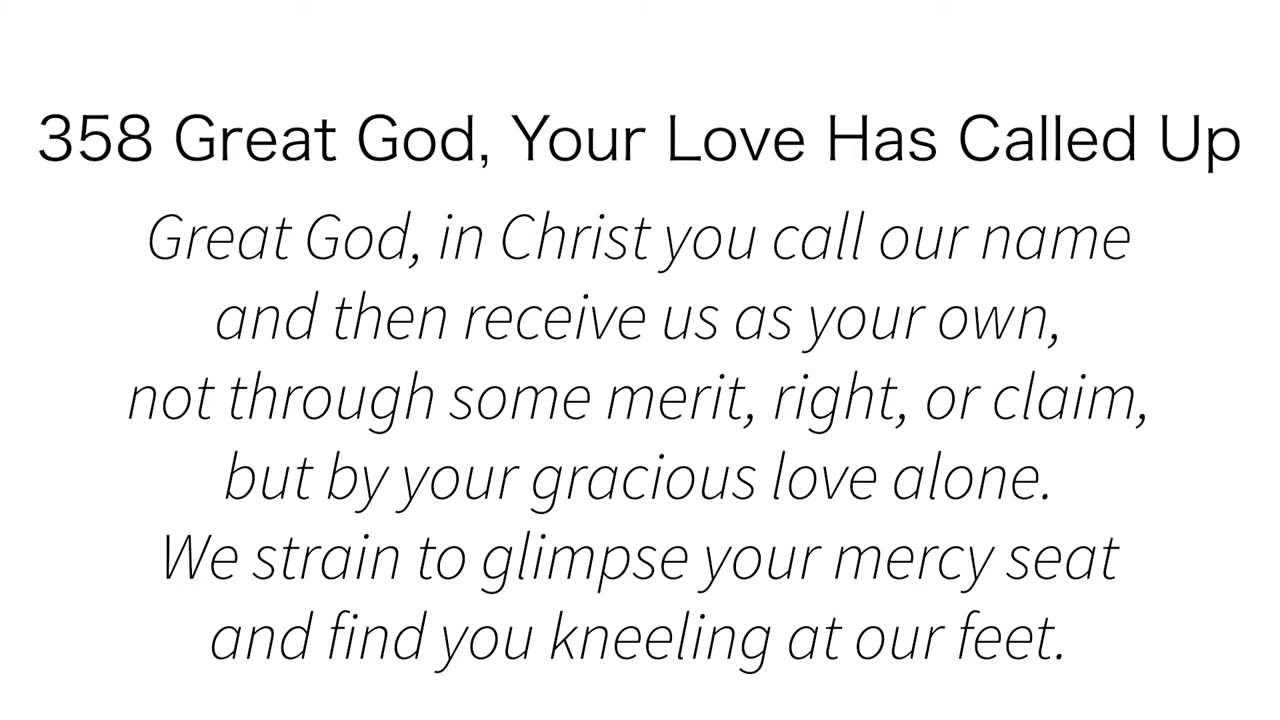 358 Great God, Your Love Has Called Up
Great God, in Christ you call our name
and then receive us as your own,
not through some merit, right, or claim,
but by your gracious love alone.
We strain to glimpse your mercy seat
and find you kneeling at our feet.